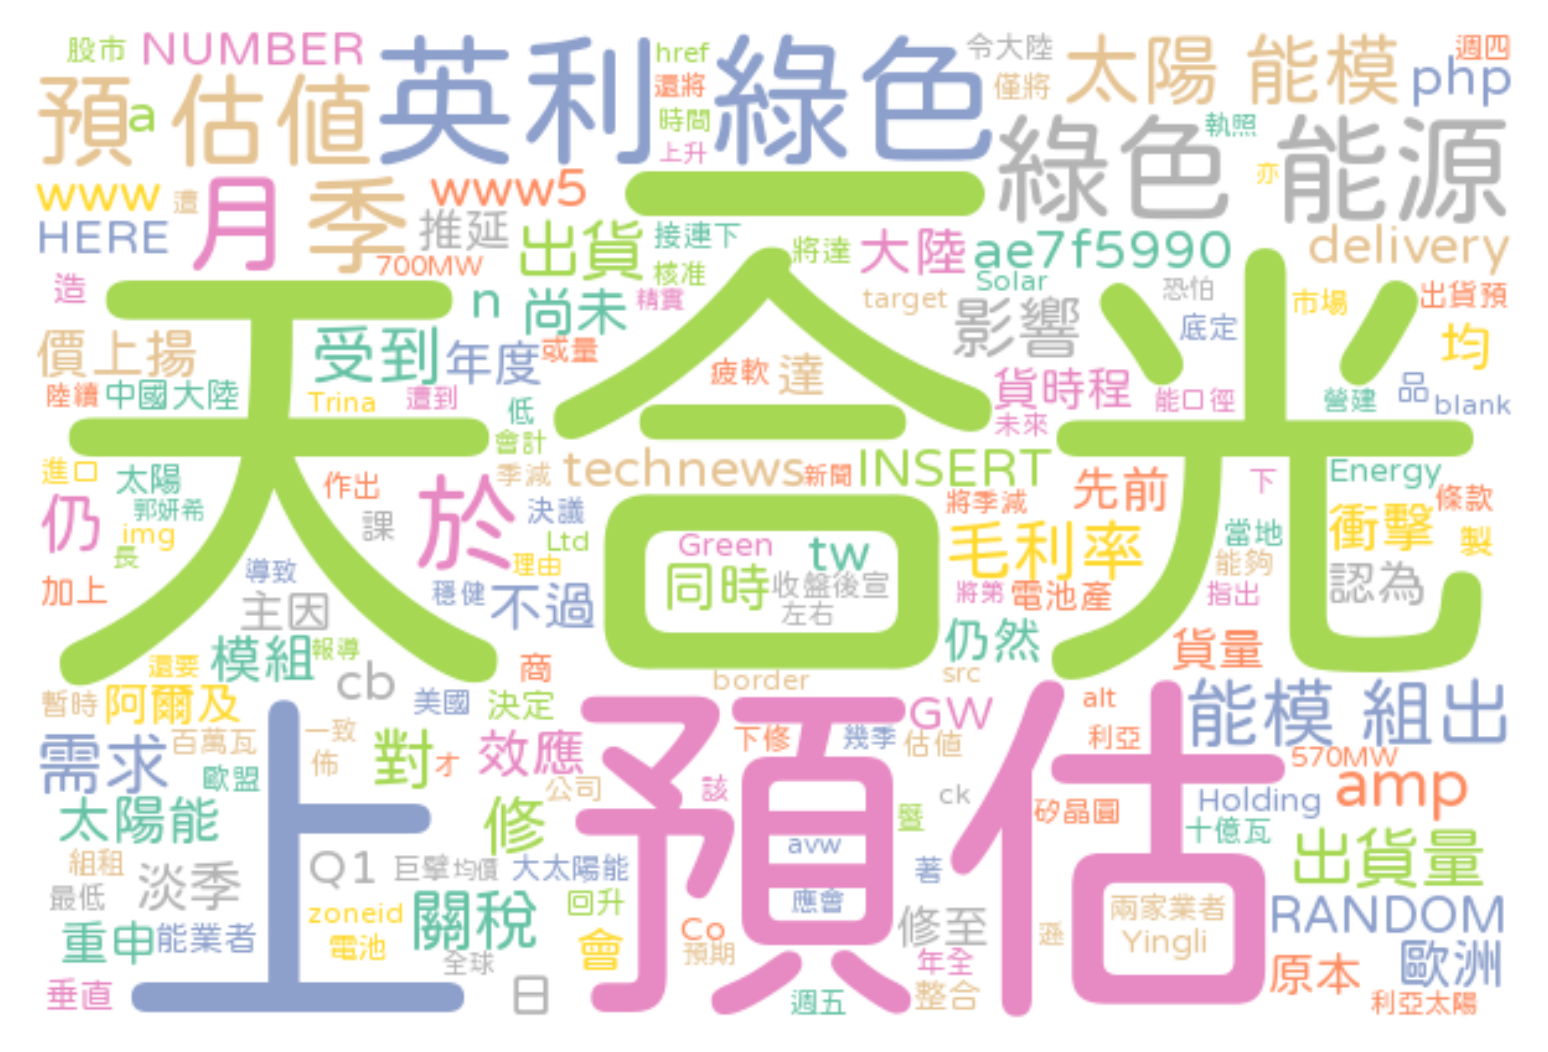 股市 NUMBER 英利 綠色 href 令大陸 太陽 能模 週四
預估值 a 還將 僅將 php
時間 綠色 能源 執照
上升 亦
www 這 月 季 www5 一
HERE 推延 出貨 接連下 將達 大陸 ae7f5990 delivery
700MW 核准 Solar
造 n 尚未 精實 target 影響 恐怕 市場 出貨預
天 合 光
價上揚 受到 年度 或量 底定 均
疲軟 達 貨時程
陸續 中國大陸 Trina 遭到 低 能口徑 營建 品 blank
會計 未來
進口 太陽 季減 technews 新聞 INSERT 先前 下 Energy
仍 郭妍希 作出 於 決議 將季減 條款
img 課 Ltd Green tw 毛利率 當地 衝擊 製
長 理由 能夠
加上 導致 穩健 不過 同時 收盤後宣 將第 電池產 指出 認為
主因 左右
模組 報導 仍然 貨量
還要 商 border src
暫時 阿爾及 cb 美國 決定 GW alt 能模 組出
上 預估
需求 百萬瓦 一致 對 才 效應 下修 幾季 估值 利亞 570MW
歐盟 佈 公司 該 ck Holding amp
太陽能 修 暨 矽晶圓 十億瓦
avw
組租 淡季 Q1 巨擘 均價 大太陽能 著 出貨量
最低 zoneid 關稅 回升 應會 兩家業者 RANDOM
重申 能業者 電池 會 Co 修至 遜 Yingli 歐洲
全球 預期 年全 原本
垂直 日 週五 整合 利亞太陽